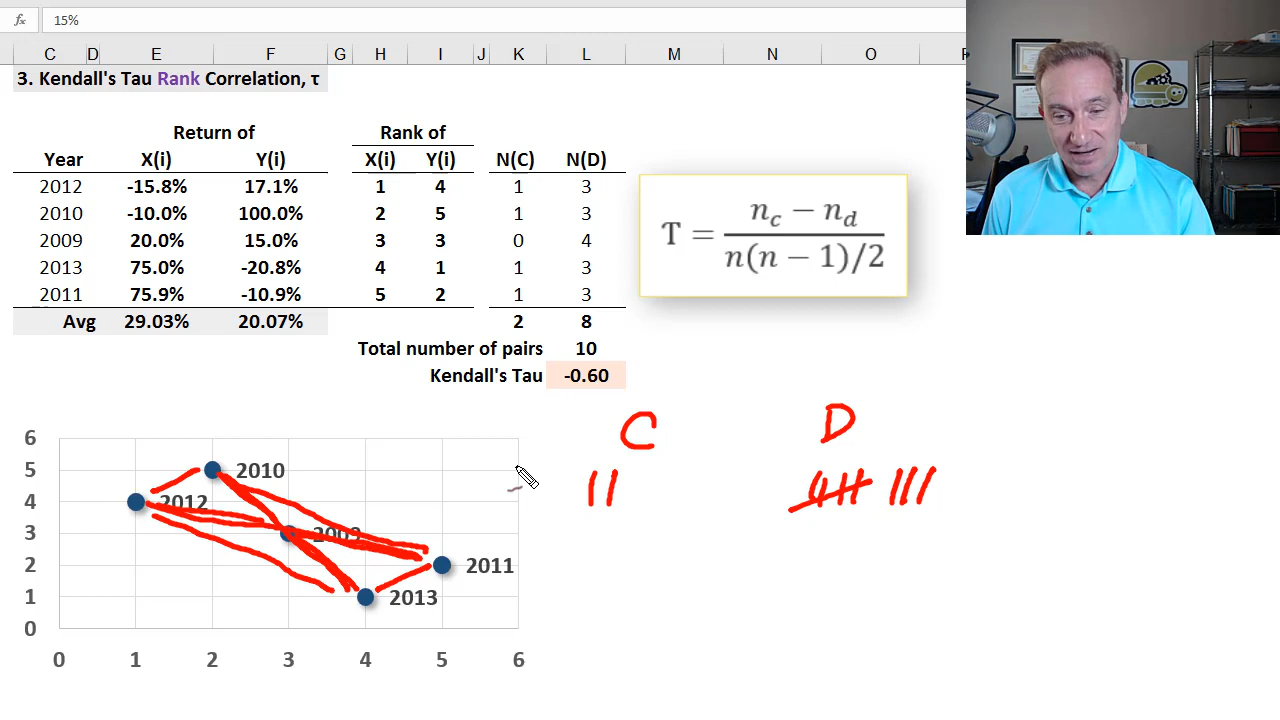 fx 15%
C D E F G H I J K L M N O
3. Kendall's Tau Rank Correlation, τ
Return of Rank of
Year X(i) Y(i) X(i) Y(i) N(C) N(D)
2012 -15.8% 17.1% 1 4 1 3
2010 -10.0% 100.0% 2 5 1 3
2009 20.0% 15.0% 3 3 0 4
2013 75.0% -20.8% 4 1 1 3
2011 75.9% -10.9% 5 2 1 3
Avg 29.03% 20.07% 2 8
Total number of pairs 10
Kendall's Tau -0.60
T = (n_c − n_d) / (n(n − 1)/2)
C D
6
5 2010
4 2012
3 2009
2 2011
1 2013
0
0 1 2 3 4 5 6